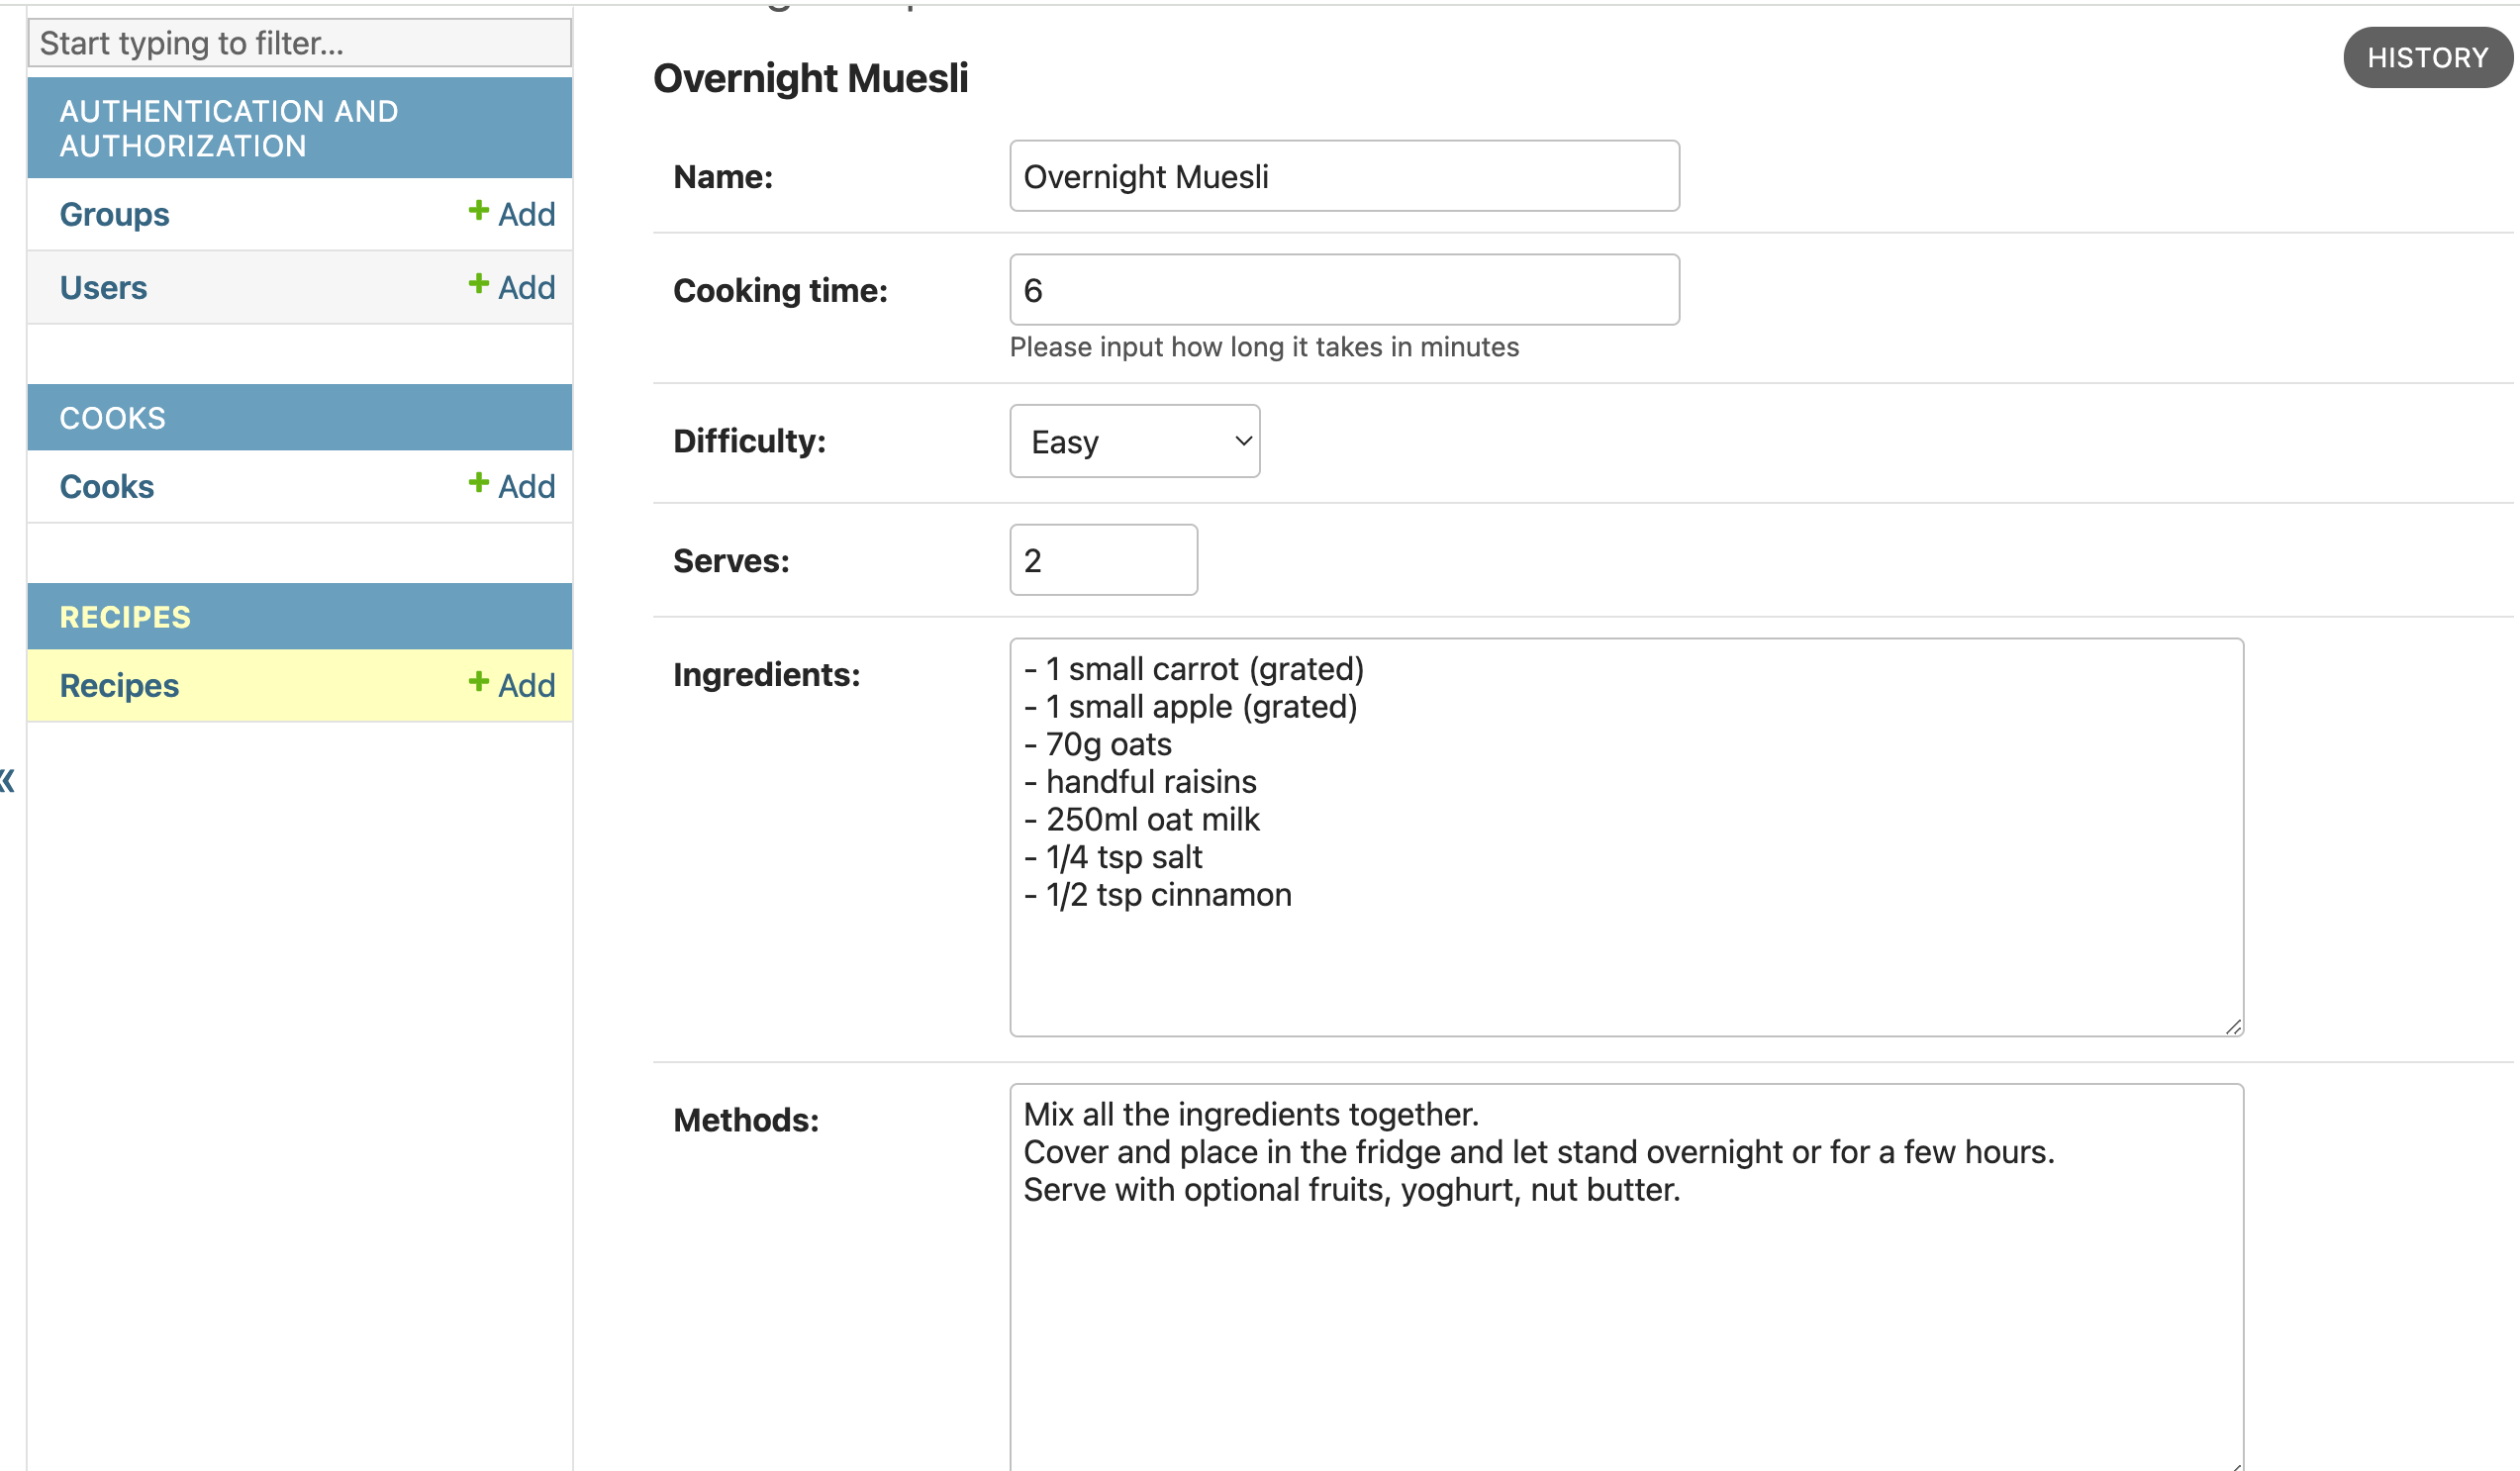 Start typing to filter...
AUTHENTICATION AND
AUTHORIZATION
Groups + Add
Users + Add
COOKS
Cooks + Add
RECIPES
Recipes + Add
«
HISTORY
Overnight Muesli
Name: Overnight Muesli
Cooking time: 6
Please input how long it takes in minutes
Difficulty: Easy
Serves: 2
Ingredients:
- 1 small carrot (grated)
- 1 small apple (grated)
- 70g oats
- handful raisins
- 250ml oat milk
- 1/4 tsp salt
- 1/2 tsp cinnamon
Methods:
Mix all the ingredients together.
Cover and place in the fridge and let stand overnight or for a few hours.
Serve with optional fruits, yoghurt, nut butter.